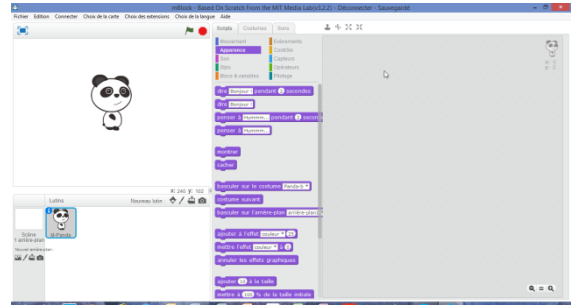 mBlock - Based On Scratch From the MIT Media Lab(v3.2.2) - Déconnecter - Sauvegardé
Fichier Edition Connecter Choix de la carte Choix des extensions Choix de la langue Aide
Scripts Costumes Sons
Mouvement Evénements
Apparence Contrôle
Son Capteurs
Stylo Opérateurs
Blocs & variables Pilotage
dire Bonjour ! pendant 2 secondes
dire Bonjour !
penser à Hummm... pendant 2 secon
penser à Hummm...
montrer
cacher
basculer sur le costume Panda-b
costume suivant
basculer sur l'arrière-plan arrière-plan
ajouter à l'effet couleur 25
mettre l'effet couleur à 0
annuler les effets graphiques
ajouter 10 à la taille
mettre à 100 % de la taille initiale
X: 240 Y: 102
Lutins Nouveau lutin :
Scène
1 arrière-plan
M-Panda
Nouvel arrière-plan